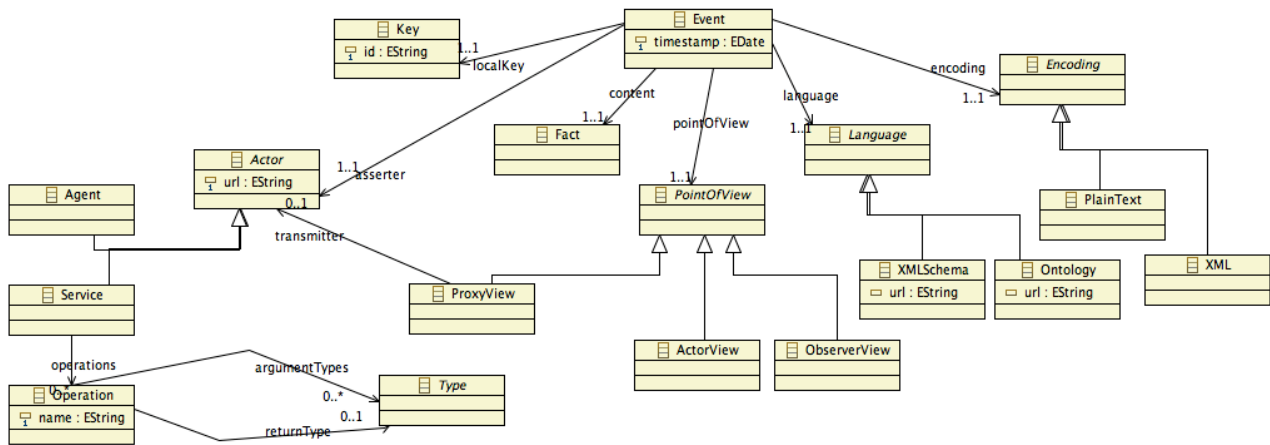 Key
id : EString
Event
timestamp : EDate
1..1
localKey
encoding
Encoding
1..1
content
language
1..1
pointOfView
1..1
Fact
Language
Actor
url : EString
1..1
asserter
0..1
1..1
Agent
PointOfView
PlainText
transmitter
XMLSchema
url : EString
Ontology
url : EString
XML
Service
ProxyView
ActorView
ObserverView
operations
argumentTypes
0..*
Operation
name : EString
Type
0..*
0..1
returnType